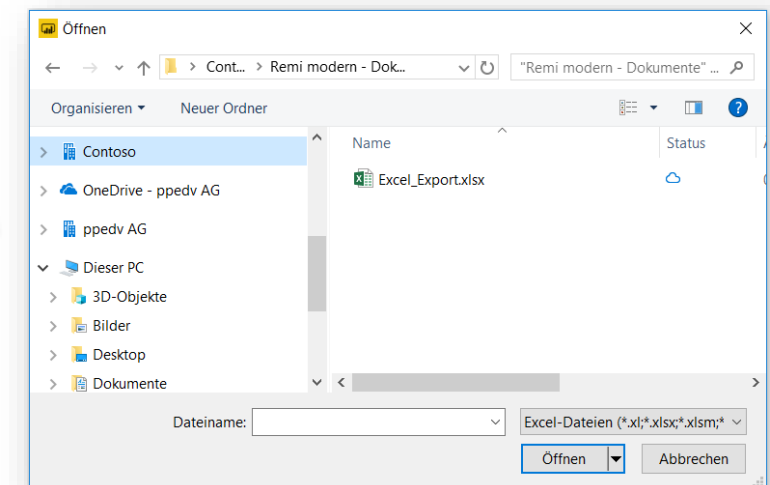 Öffnen
Cont... Remi modern - Dok... "Remi modern - Dokumente" ...
Organisieren Neuer Ordner
Name Status
Contoso
Excel_Export.xlsx
OneDrive - ppedv AG
ppedv AG
Dieser PC
3D-Objekte
Bilder
Desktop
Dokumente
Dateiname: Excel-Dateien (*.xl;*.xlsx;*.xlsm;*
Öffnen Abbrechen